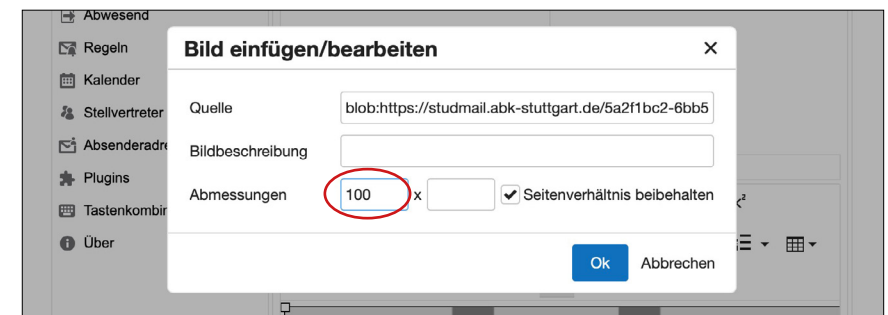 Abwesend
Regeln
Kalender
Stellvertreter
Absenderadre
Plugins
Tastenkombin
Über
Bild einfügen/bearbeiten
Quelle
blob:https://studmail.abk-stuttgart.de/5a2f1bc2-6bb5
Bildbeschreibung
Abmessungen 100 x Seitenverhältnis beibehalten
Ok Abbrechen